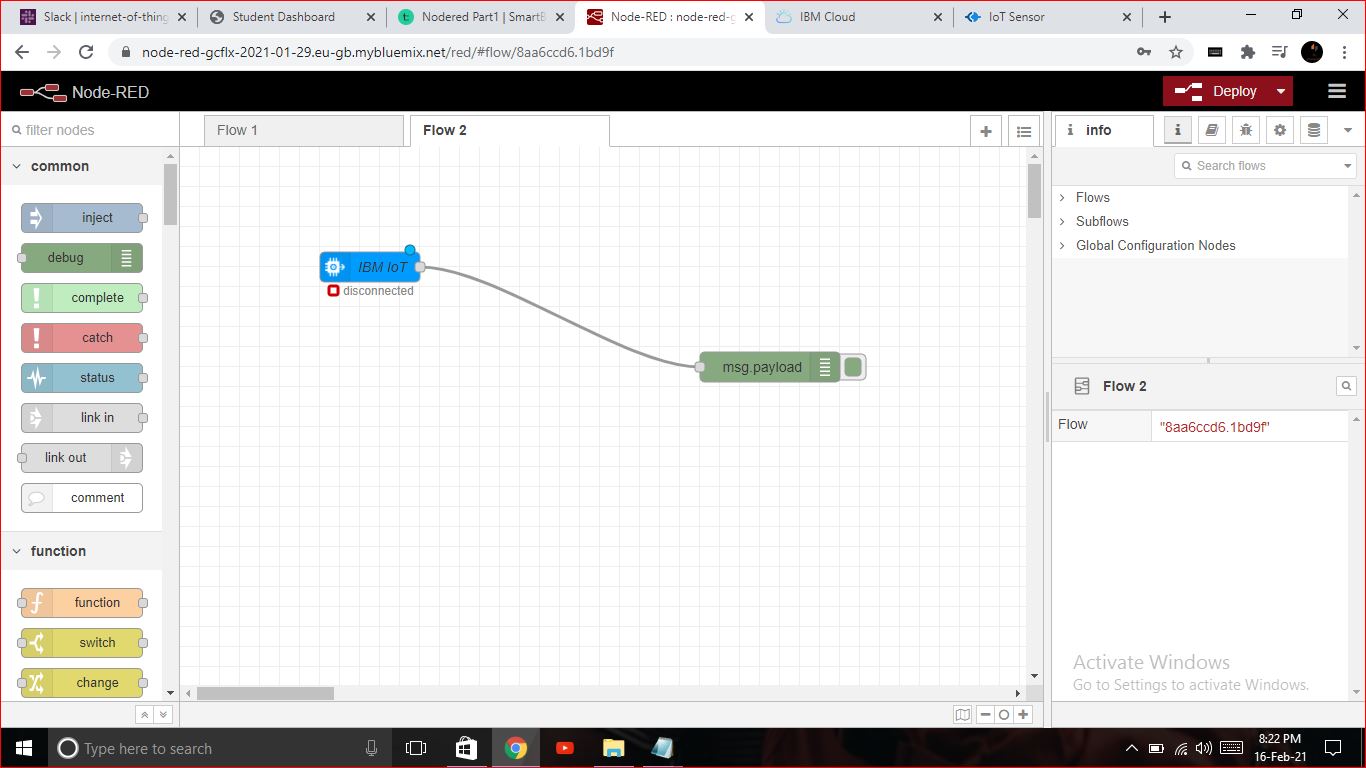 Slack | internet-of-thing
Student Dashboard
Nodered Part1 | SmartB
Node-RED : node-red-g
IBM Cloud
IoT Sensor
node-red-gcflx-2021-01-29.eu-gb.mybluemix.net/red/#flow/8aa6ccd6.1bd9f
Node-RED
Deploy
filter nodes
Flow 1
Flow 2
i info
Search flows
common
inject
debug
complete
catch
status
link in
link out
comment
function
function
switch
change
IBM IoT
disconnected
msg.payload
Flows
Subflows
Global Configuration Nodes
Flow 2
Flow "8aa6ccd6.1bd9f"
Activate Windows
Go to Settings to activate Windows.
Type here to search
8:22 PM
16-Feb-21